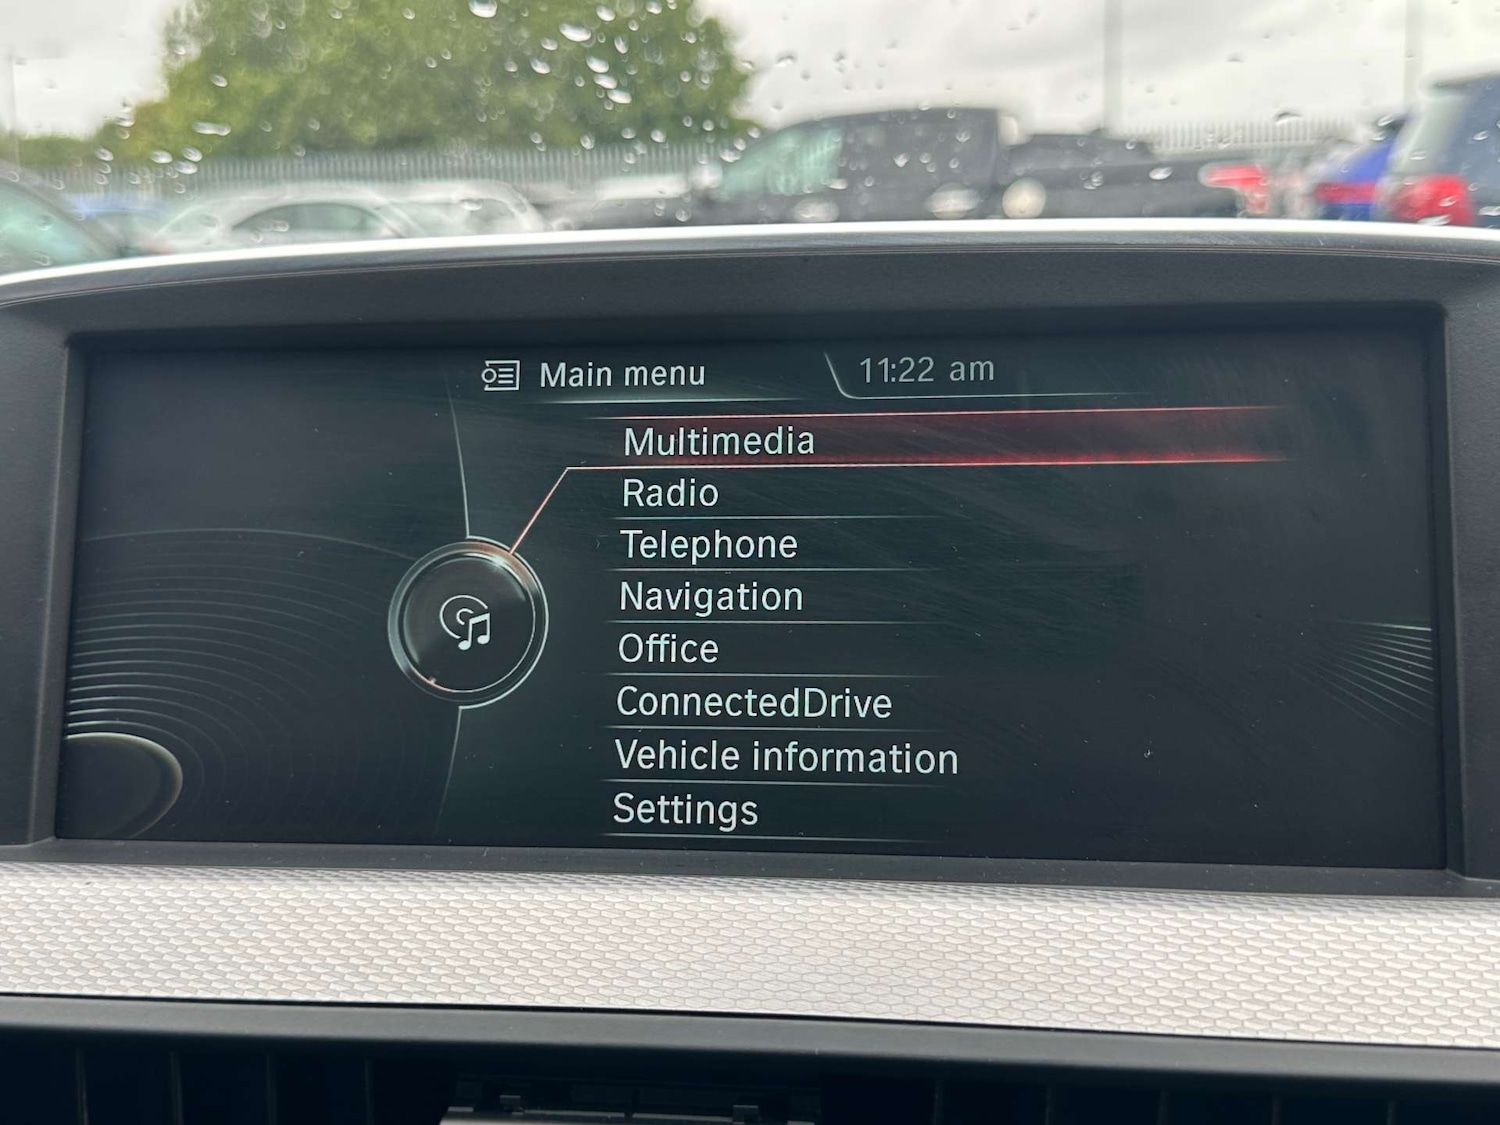 Main menu
11:22 am
Multimedia
Radio
Telephone
Navigation
Office
ConnectedDrive
Vehicle information
Settings